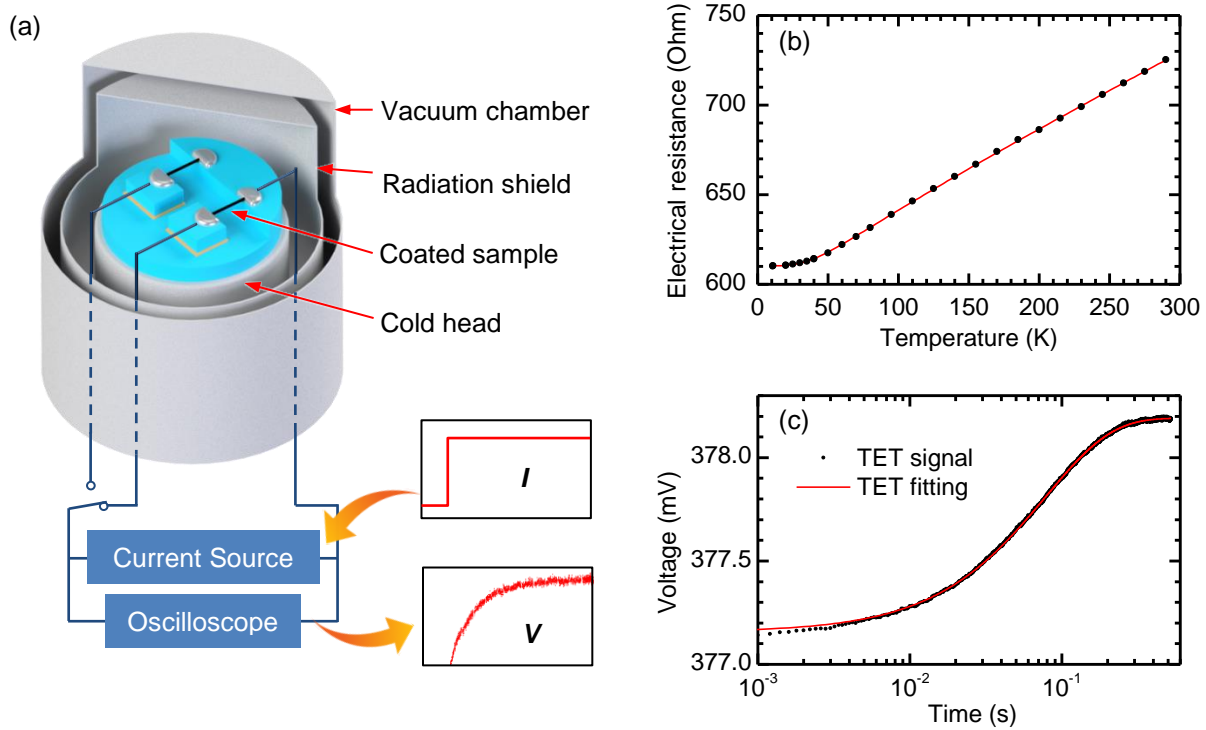 (a)
Vacuum chamber
Radiation shield
Coated sample
Cold head
I
Current Source
Oscilloscope
V
(b)
Electrical resistance (Ohm)
750
700
650
600
0 50 100 150 200 250 300
Temperature (K)
(c)
TET signal
TET fitting
Voltage (mV)
378.0
377.5
377.0
10⁻³ 10⁻² 10⁻¹
Time (s)